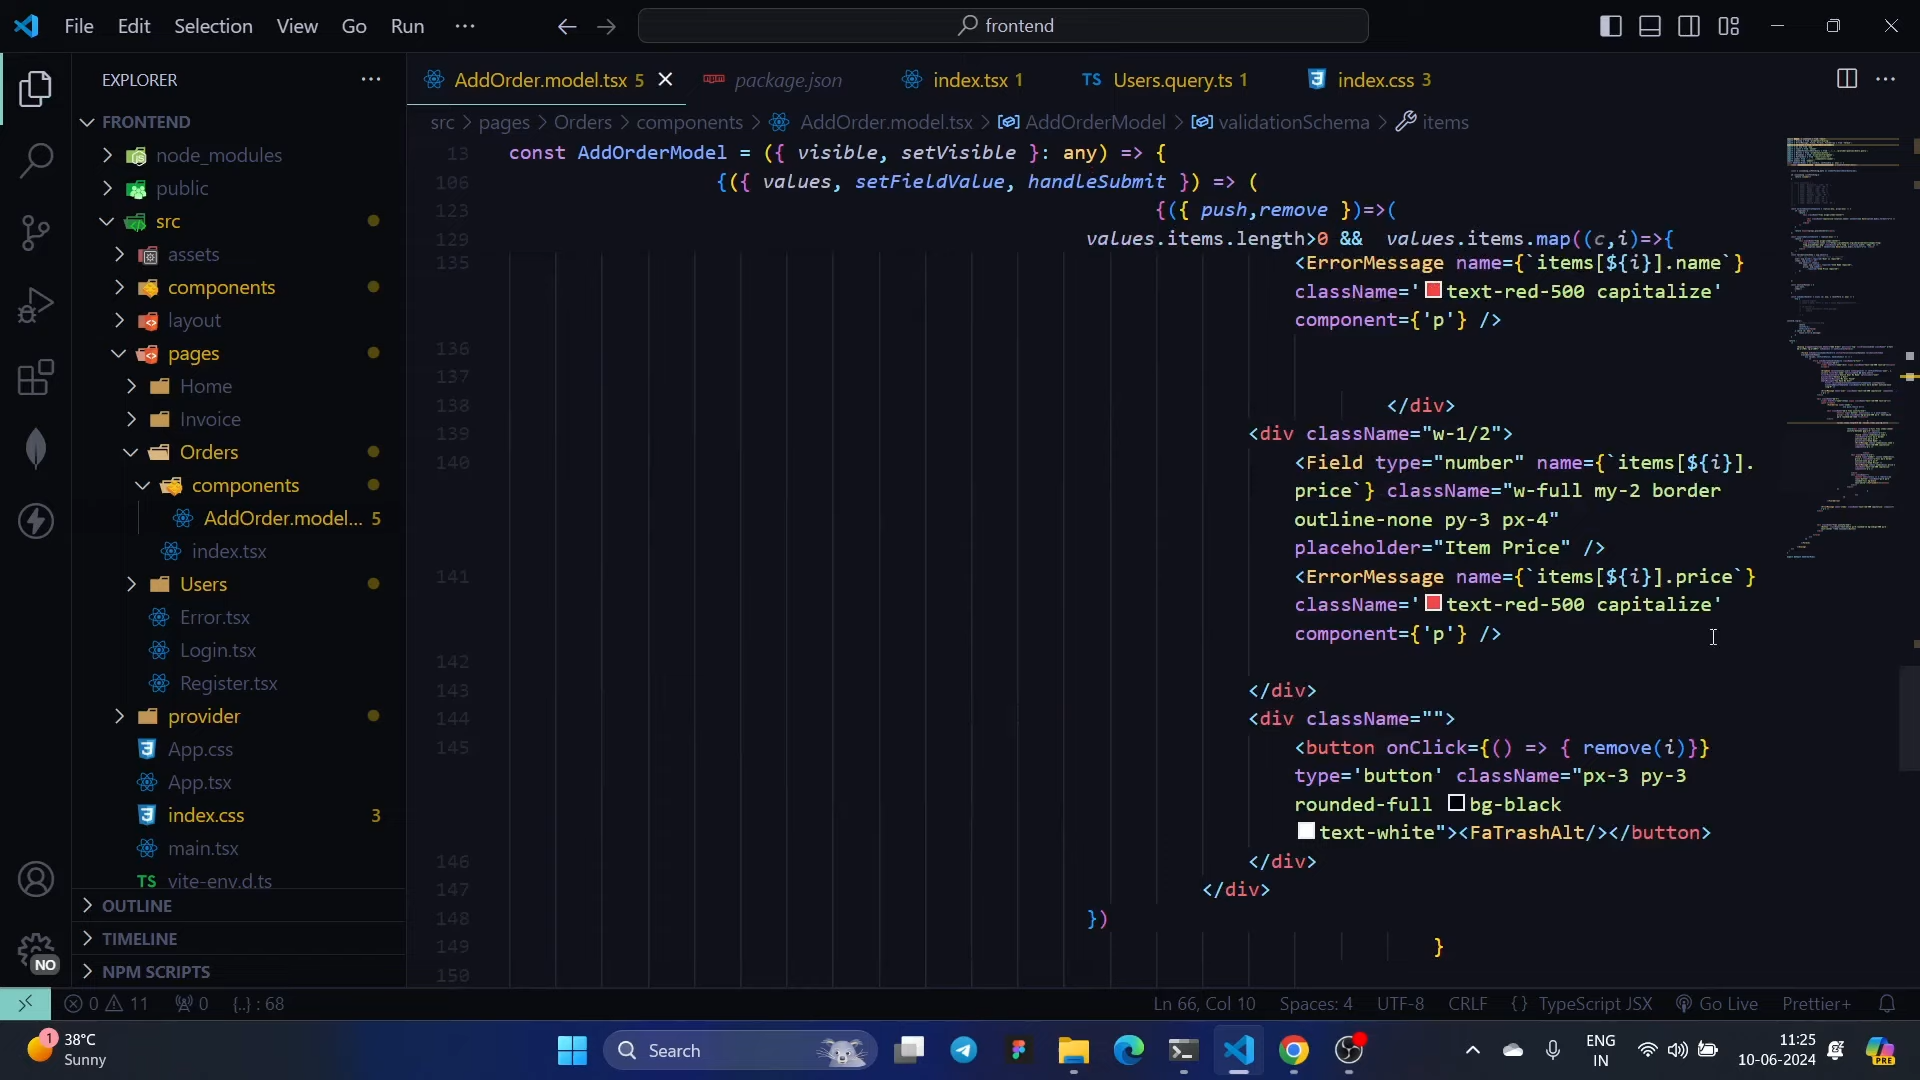 File Edit Selection View Go Run ··· frontend
EXPLORER ···
AddOrder.model.tsx 5 package.json index.tsx 1 TS Users.query.ts 1 index.css 3
src > pages > Orders > components > AddOrder.model.tsx > AddOrderModel > validationSchema > items
FRONTEND
node_modules
public
src
assets
components
layout
pages
Home
Invoice
Orders
components
AddOrder.model... 5
index.tsx
Users
Error.tsx
Login.tsx
Register.tsx
provider
App.css
App.tsx
index.css 3
main.tsx
TS vite-env.d.ts
OUTLINE
TIMELINE
NPM SCRIPTS
NO
13 const AddOrderModel = ({ visible, setVisible }: any) => {
106 {({ values, setFieldValue, handleSubmit }) => (
123 {({ push,remove })=>(
129 values.items.length>0 && values.items.map((c,i)=>{
135 <ErrorMessage name={`items[${i}].name`}
className='text-red-500 capitalize'
component={'p'} />
136
137
138 </div>
139 <div className="w-1/2">
140 <Field type="number" name={`items[${i}].
price`} className="w-full my-2 border
outline-none py-3 px-4"
placeholder="Item Price" />
141 <ErrorMessage name={`items[${i}].price`}
className='text-red-500 capitalize'
component={'p'} />
142
143 </div>
144 <div className="">
145 <button onClick={() => { remove(i)}}
type='button' className="px-3 py-3
rounded-full bg-black
text-white"><FaTrashAlt/></button>
146 </div>
147 </div>
148 })
149 }
150
0 11 0 {..} : 68 Ln 66, Col 10 Spaces: 4 UTF-8 CRLF {} TypeScript JSX Go Live Prettier+
1 38°C
Sunny
Search
ENG
IN
11:25
10-06-2024
PRE